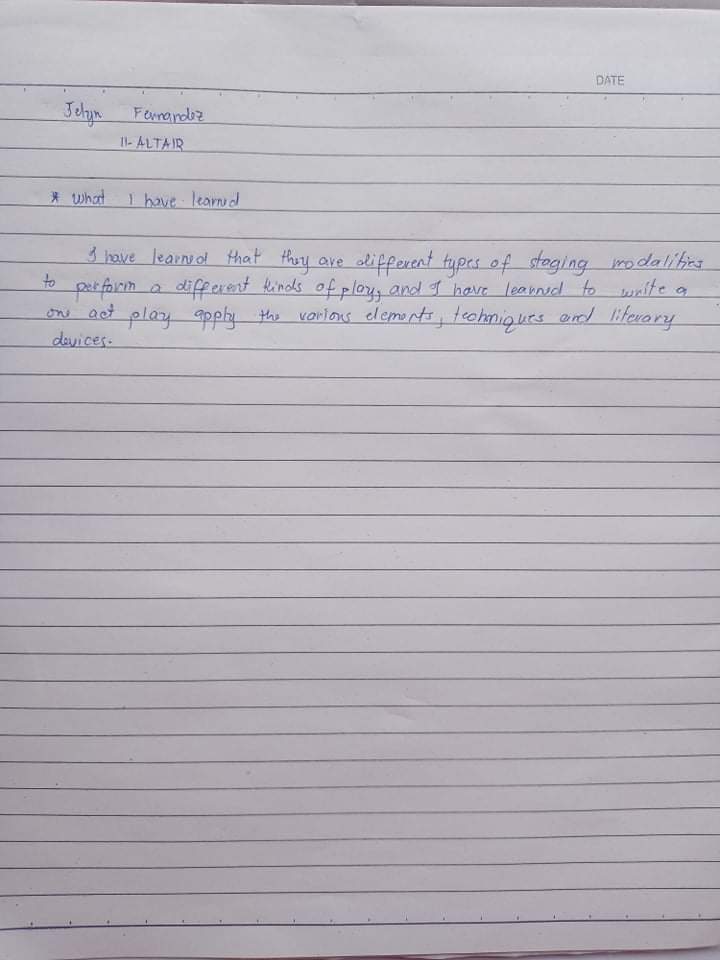 DATE
Jelyn Fernandez
11-ALTAIR
* What I have learned
I have learned that they are different types of staging modalities
to perform a different kinds of play, and I have learned to write a
one act play apply the various elements, techniques and literary
devices.